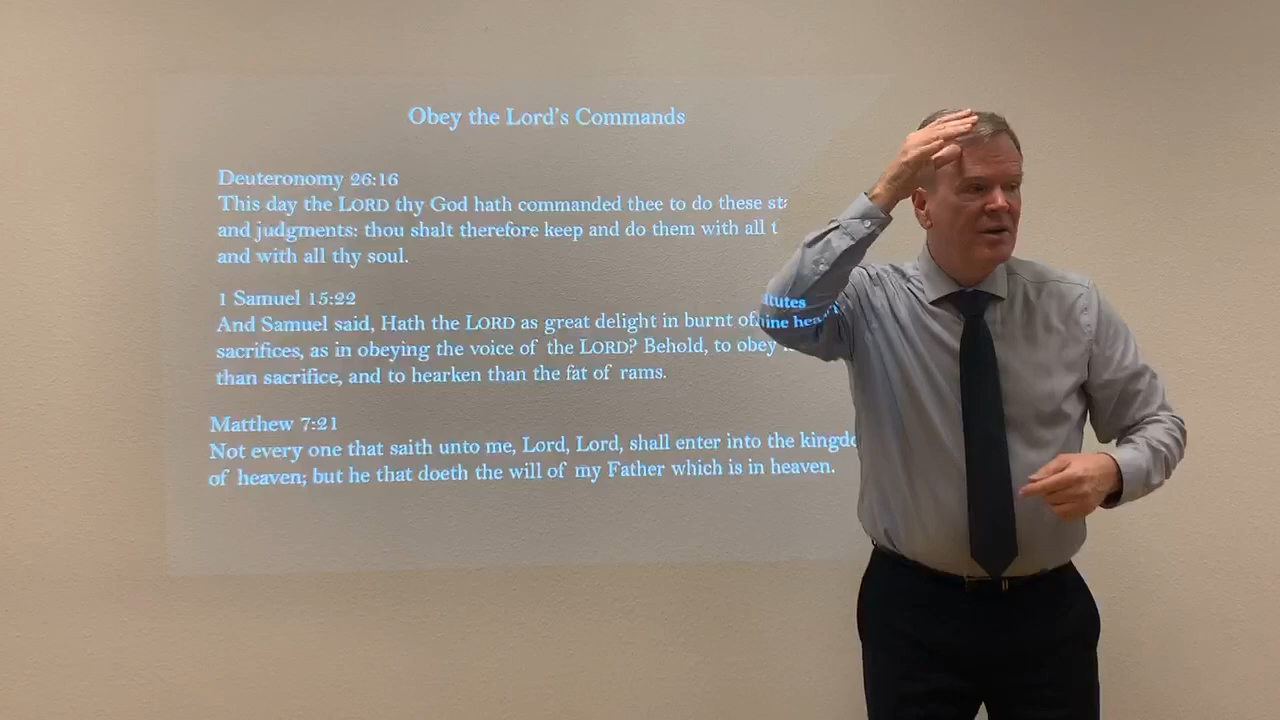 Obey the Lord's Commands
Deuteronomy 26:16
This day the LORD thy God hath commanded thee to do these statutes
and judgments: thou shalt therefore keep and do them with all thine heart,
and with all thy soul.
1 Samuel 15:22
And Samuel said, Hath the LORD as great delight in burnt of
sacrifices, as in obeying the voice of the LORD? Behold, to obey
than sacrifice, and to hearken than the fat of rams.
Matthew 7:21
Not every one that saith unto me, Lord, Lord, shall enter into the kingdo
of heaven; but he that doeth the will of my Father which is in heaven.